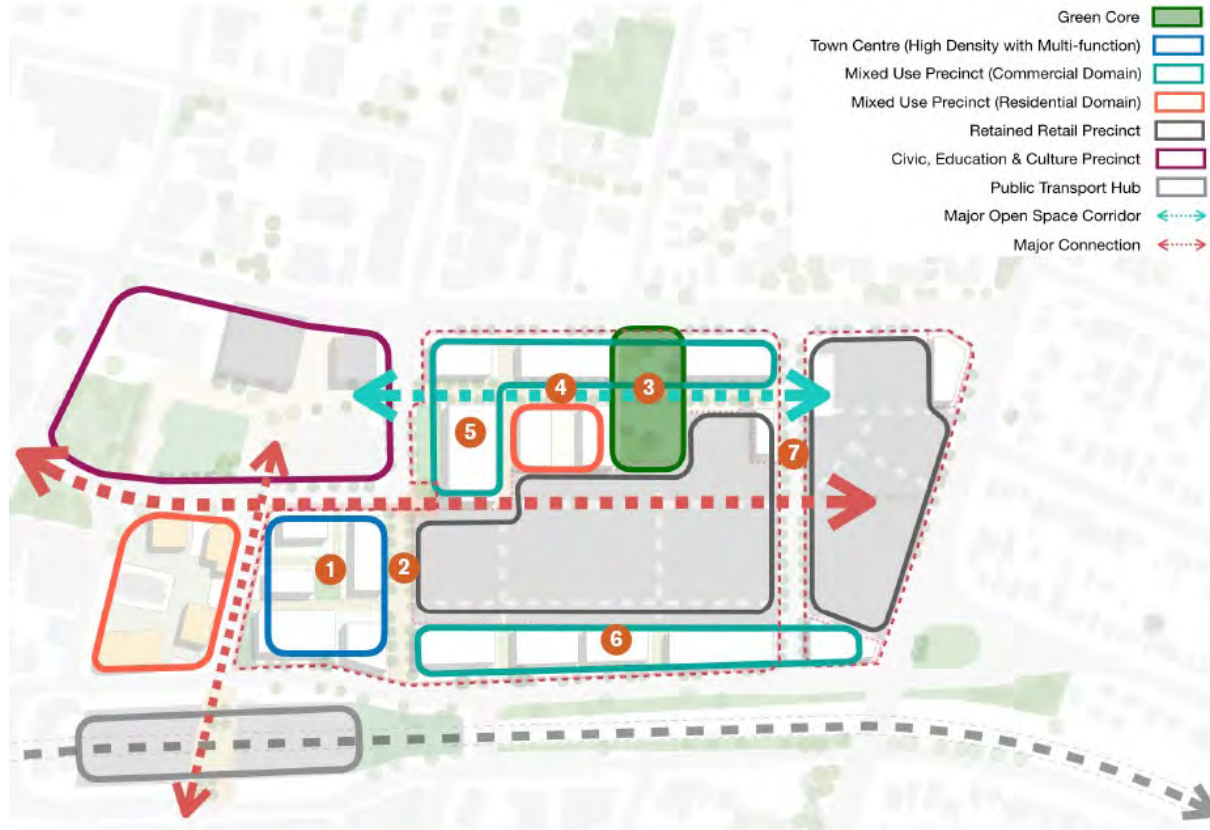 Green Core
Town Centre (High Density with Multi-function)
Mixed Use Precinct (Commercial Domain)
Mixed Use Precinct (Residential Domain)
Retained Retail Precinct
Civic, Education & Culture Precinct
Public Transport Hub
Major Open Space Corridor
Major Connection
3
4
5
7
1
2
6